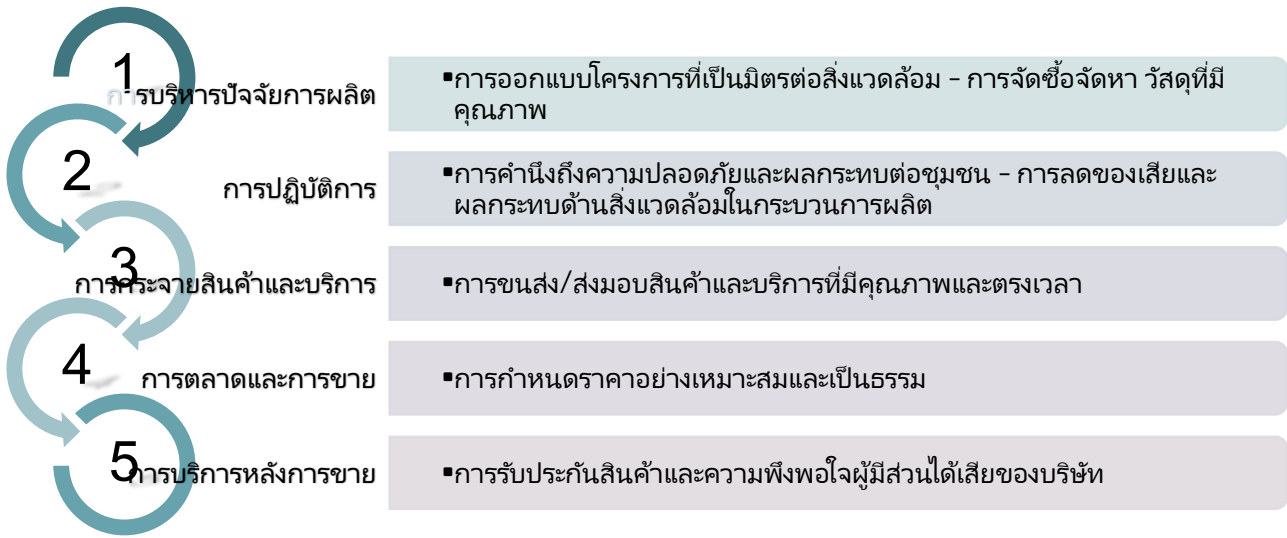 1
การบริหารปัจจัยการผลิต
▪การออกแบบโครงการที่เป็นมิตรต่อสิ่งแวดล้อม - การจัดซื้อจัดหา วัสดุที่มี
คุณภาพ
2
การปฏิบัติการ
▪การคำนึงถึงความปลอดภัยและผลกระทบต่อชุมชน - การลดของเสียและ
ผลกระทบด้านสิ่งแวดล้อมในกระบวนการผลิต
3
การกระจายสินค้าและบริการ
▪การขนส่ง/ส่งมอบสินค้าและบริการที่มีคุณภาพและตรงเวลา
4
การตลาดและการขาย
▪การกำหนดราคาอย่างเหมาะสมและเป็นธรรม
5
การบริการหลังการขาย
▪การรับประกันสินค้าและความพึงพอใจผู้มีส่วนได้เสียของบริษัท